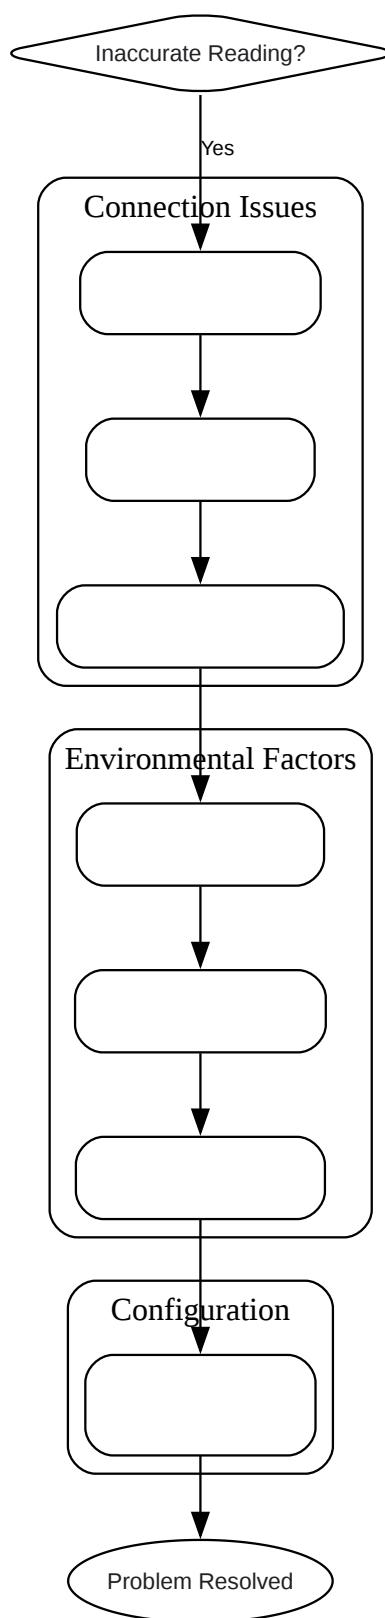 Inaccurate Reading?
Yes
Connection Issues
Environmental Factors
Configuration
Problem Resolved